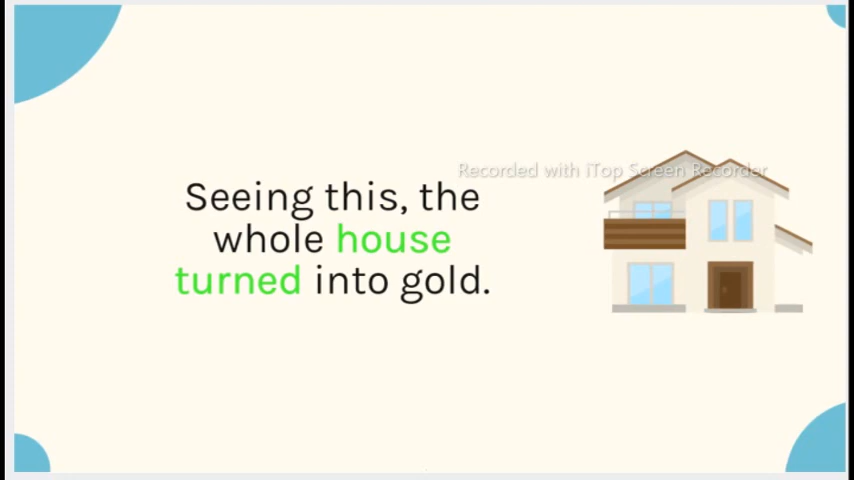 Recorded with iTop Screen Recorder
Seeing this, the
whole house
turned into gold.